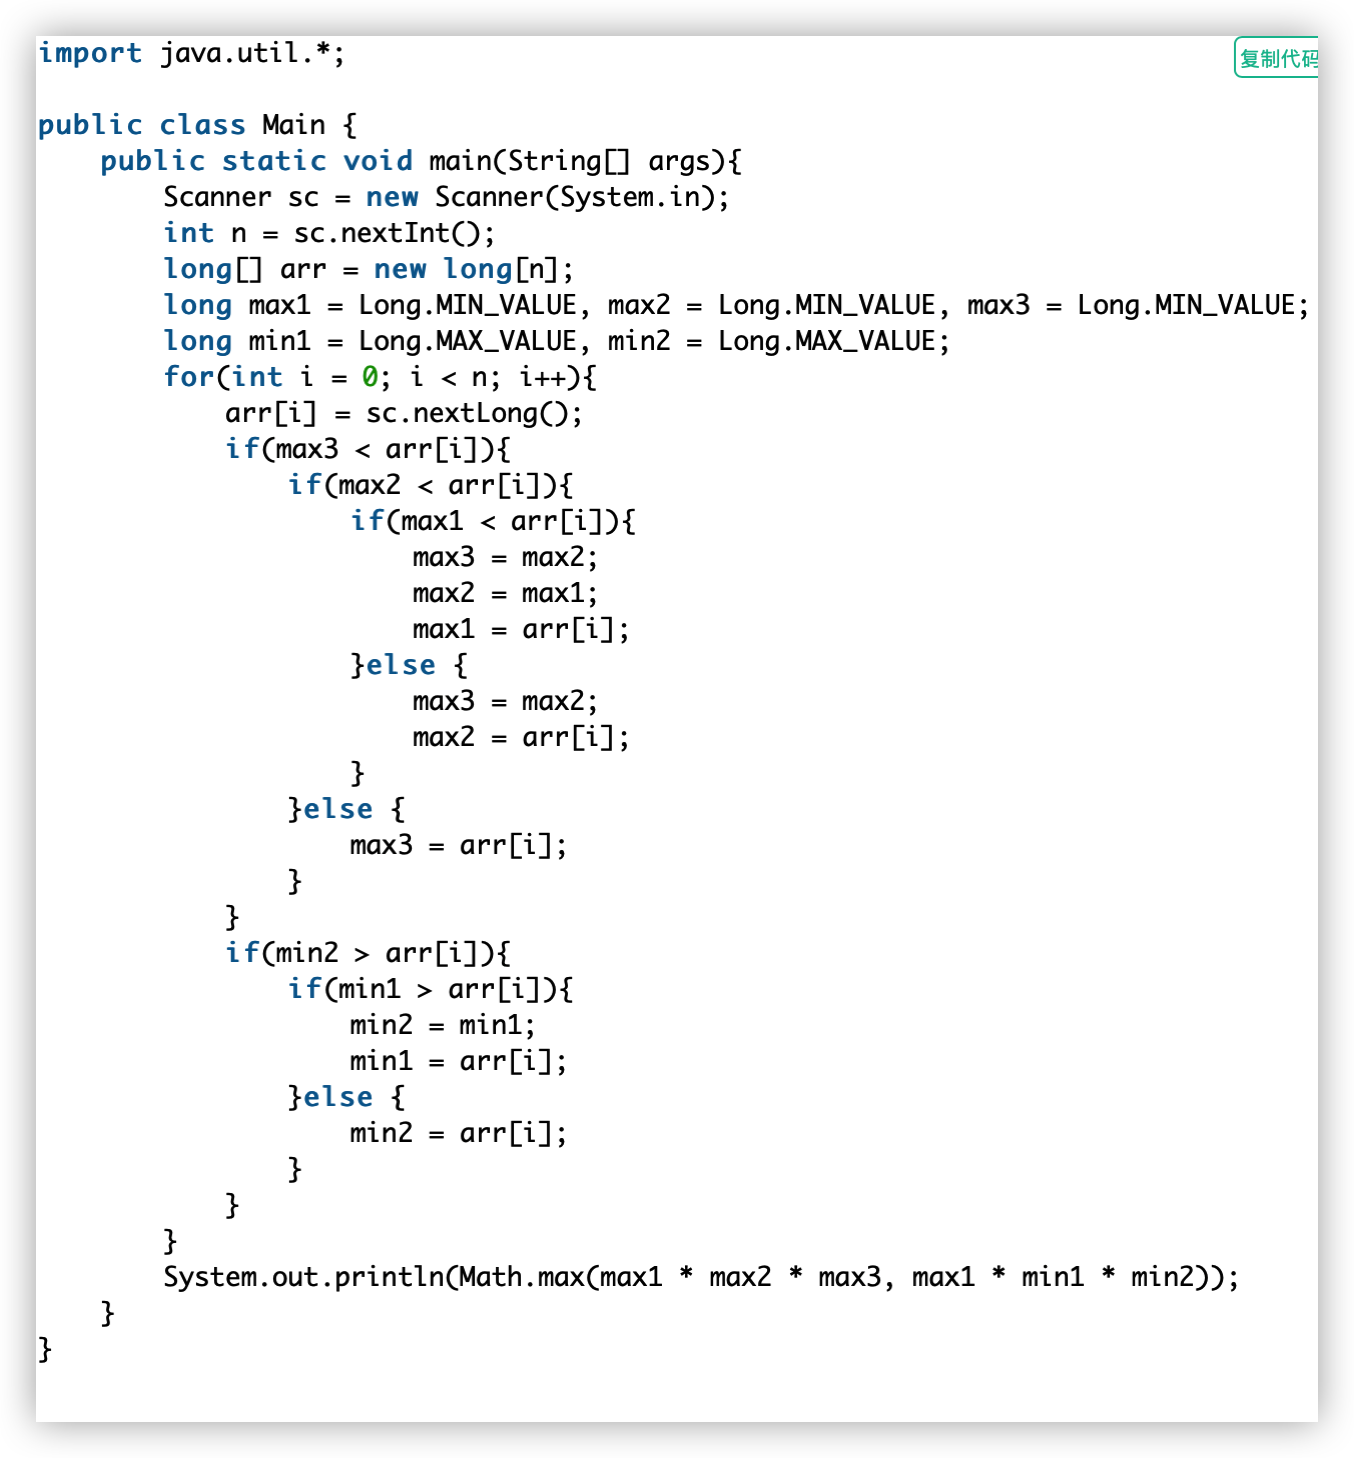 import java.util.*;
复制代码
public class Main {
    public static void main(String[] args){
        Scanner sc = new Scanner(System.in);
        int n = sc.nextInt();
        long[] arr = new long[n];
        long max1 = Long.MIN_VALUE, max2 = Long.MIN_VALUE, max3 = Long.MIN_VALUE;
        long min1 = Long.MAX_VALUE, min2 = Long.MAX_VALUE;
        for(int i = 0; i < n; i++){
            arr[i] = sc.nextLong();
            if(max3 < arr[i]){
                if(max2 < arr[i]){
                    if(max1 < arr[i]){
                        max3 = max2;
                        max2 = max1;
                        max1 = arr[i];
                    }else {
                        max3 = max2;
                        max2 = arr[i];
                    }
                }else {
                    max3 = arr[i];
                }
            }
            if(min2 > arr[i]){
                if(min1 > arr[i]){
                    min2 = min1;
                    min1 = arr[i];
                }else {
                    min2 = arr[i];
                }
            }
        }
        System.out.println(Math.max(max1 * max2 * max3, max1 * min1 * min2));
    }
}